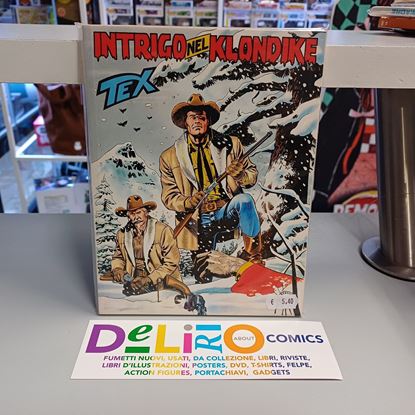 INTRIGO NEL KLONDIKE
TEX
€ 5,40
DeLiRiO ABOUT COMICS
FUMETTI NUOVI, USATI, DA COLLEZIONE, LIBRI, RIVISTE,
LIBRI D'ILLUSTRAZIONI, POSTERS, DVD, T-SHIRTS, FELPE,
ACTION FIGURES, PORTACHIAVI, GADGETS